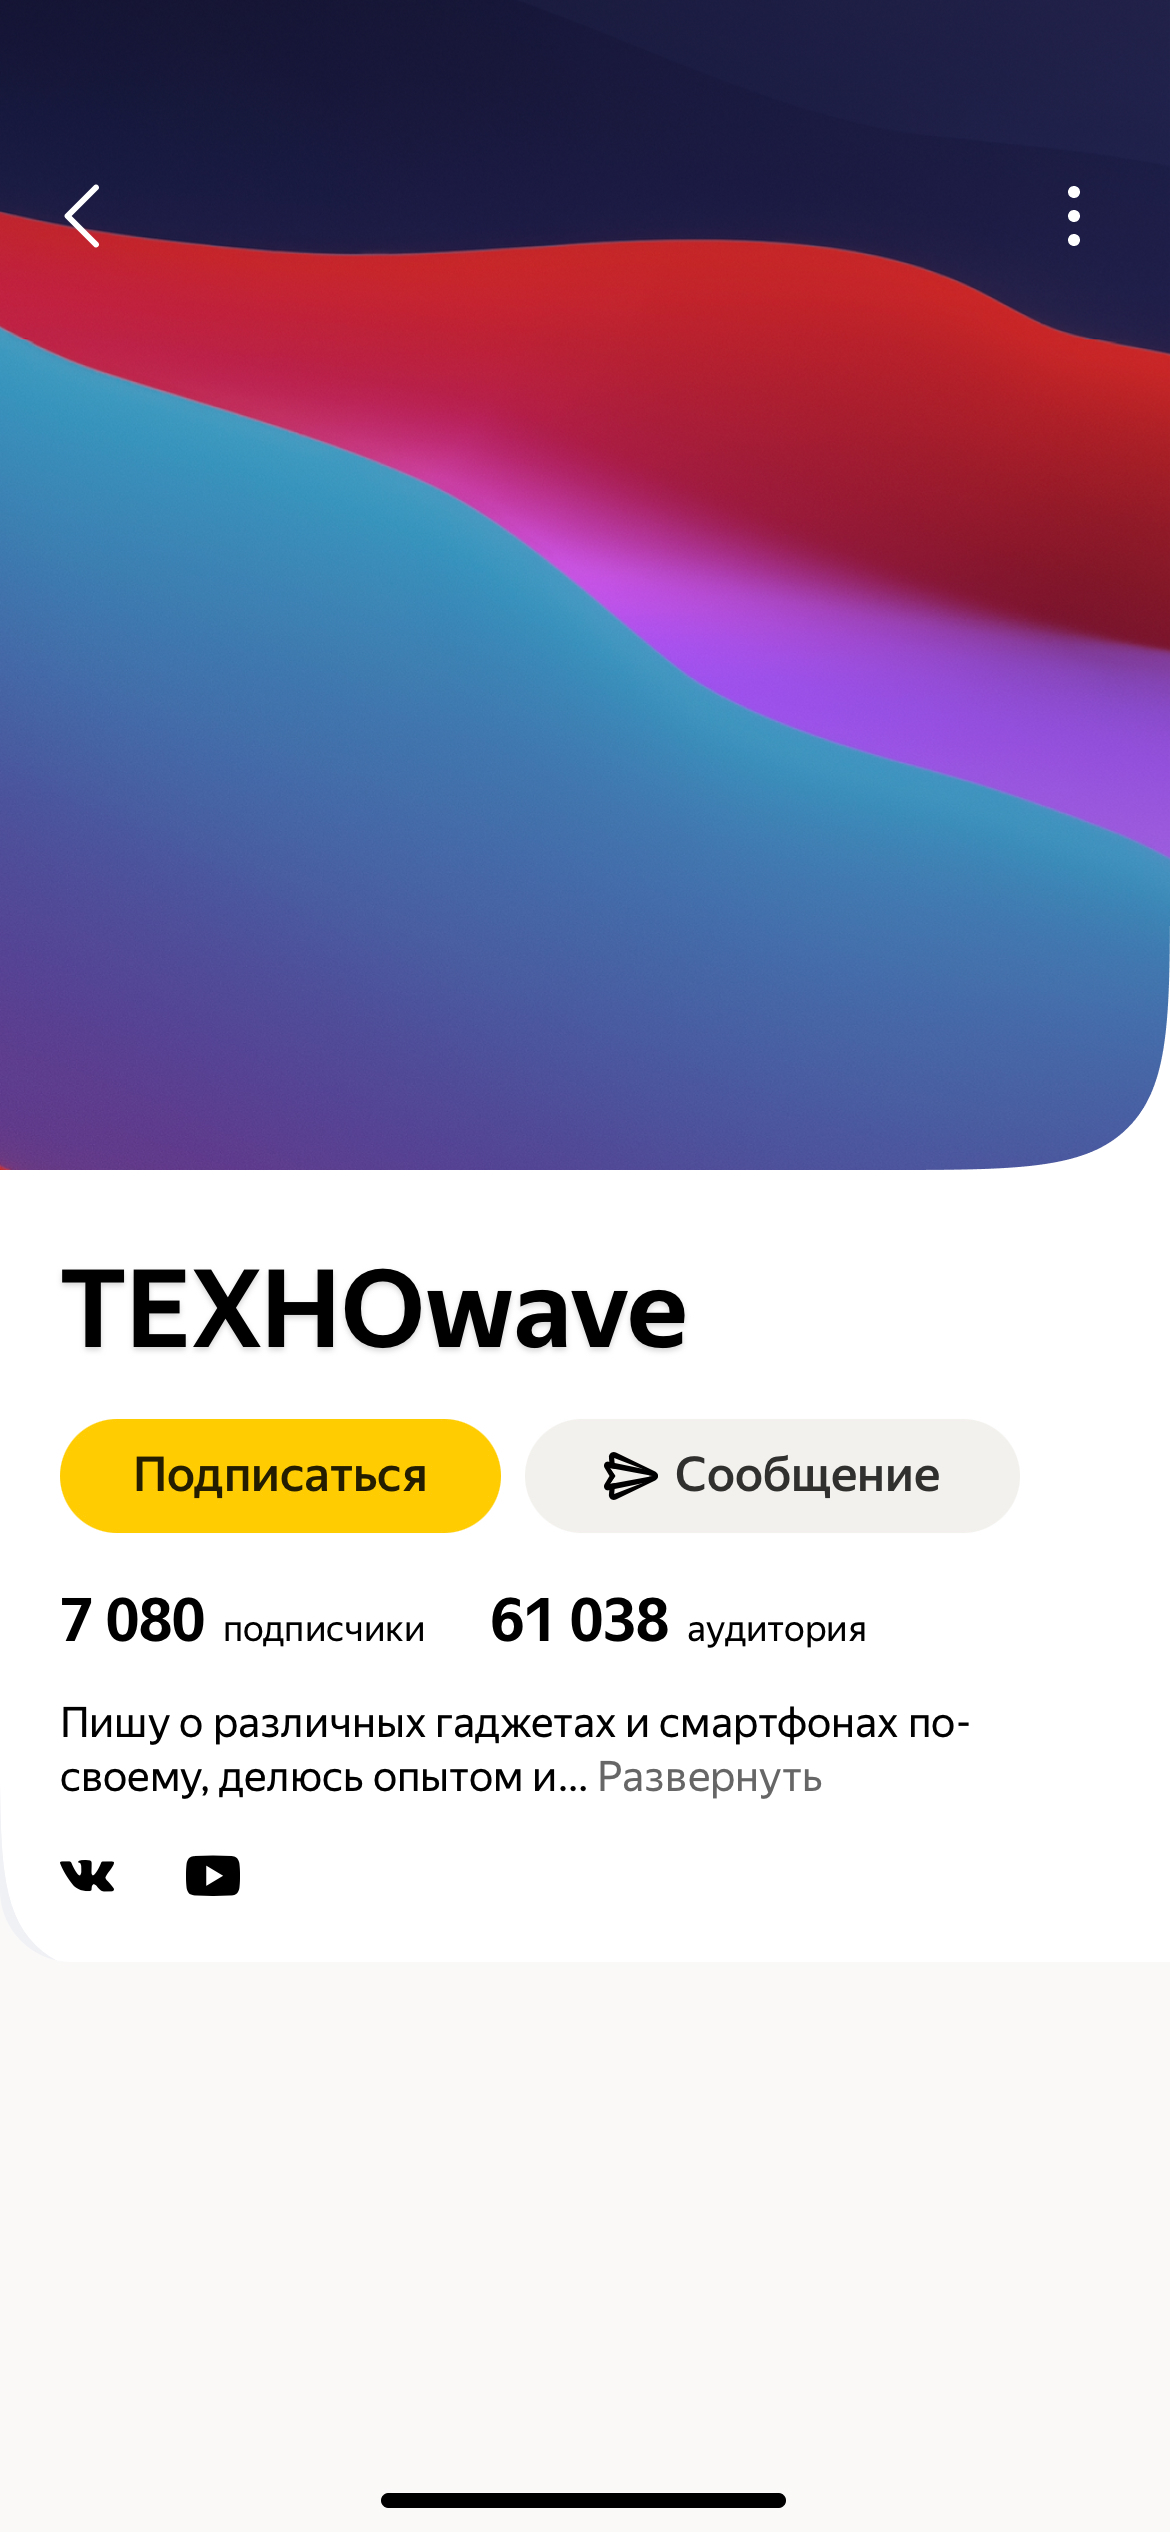 ТЕХНОwave
Подписаться
Сообщение
7 080 подписчики 61 038 аудитория
Пишу о различных гаджетах и смартфонах по-
своему, делюсь опытом и... Развернуть